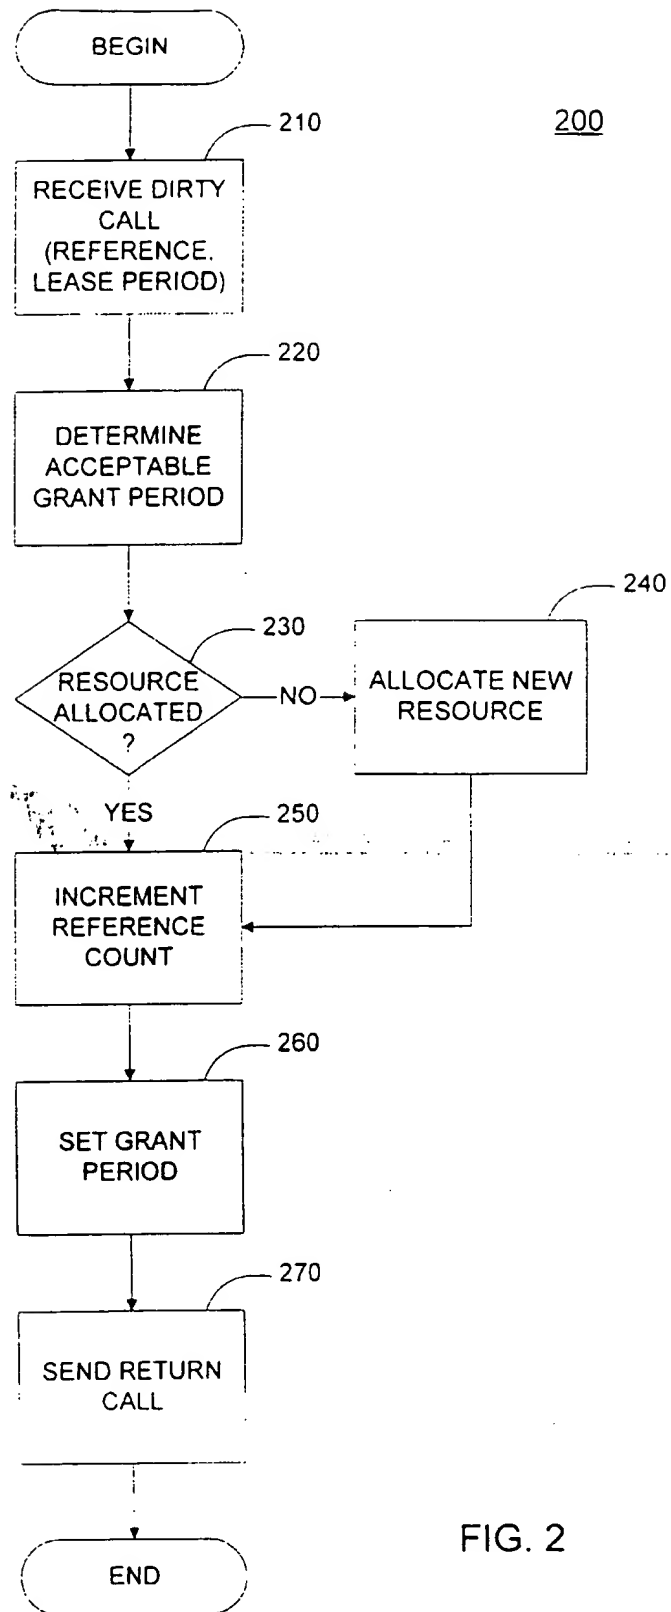 BEGIN
210
200
RECEIVE DIRTY
CALL
(REFERENCE,
LEASE PERIOD)
220
DETERMINE
ACCEPTABLE
GRANT PERIOD
230
240
RESOURCE
ALLOCATED
?
NO
ALLOCATE NEW
RESOURCE
YES
250
INCREMENT
REFERENCE
COUNT
260
SET GRANT
PERIOD
270
SEND RETURN
CALL
FIG. 2
END